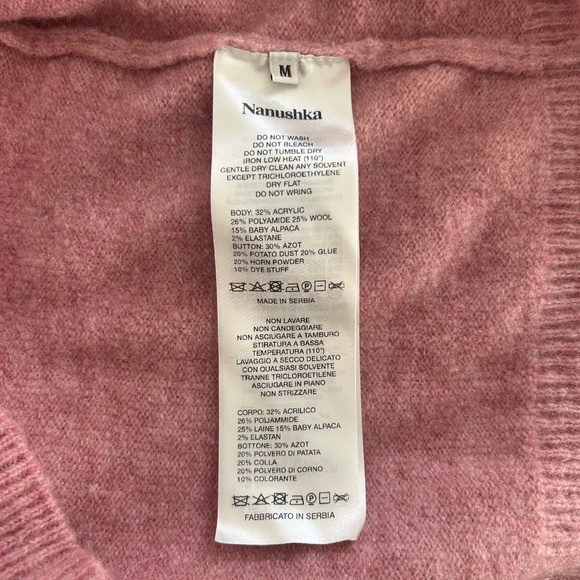 M
Nanushka
DO NOT WASH
DO NOT BLEACH
DO NOT TUMBLE DRY
IRON LOW HEAT (110°)
GENTLE DRY CLEAN ANY SOLVENT
EXCEPT TRICHLOROETHYLENE
DRY FLAT
DO NOT WRING
BODY: 32% ACRYLIC
26% POLYAMIDE 25% WOOL
15% BABY ALPACA
2% ELASTANE
BUTTON: 30% AZOT
20% POTATO DUST 20% GLUE
20% HORN POWDER
10% DYE STUFF
MADE IN SERBIA
NON LAVARE
NON CANDEGGIARE
NON ASCIUGARE A TAMBURO
STIRATURA A BASSA
TEMPERATURA (110°)
LAVAGGIO A SECCO DELICATO
CON QUALSIASI SOLVENTE
TRANNE TRICLOROETILENE
ASCIUGARE IN PIANO
NON STRIZZARE
CORPO: 32% ACRILICO
26% POLIAMMIDE
25% LAINE 15% BABY ALPACA
2% ELASTAN
BOTTONE: 30% AZOT
20% POLVERO DI PATATA
20% COLLA
20% POLVERO DI CORNO
10% COLORANTE
FABBRICATO IN SERBIA